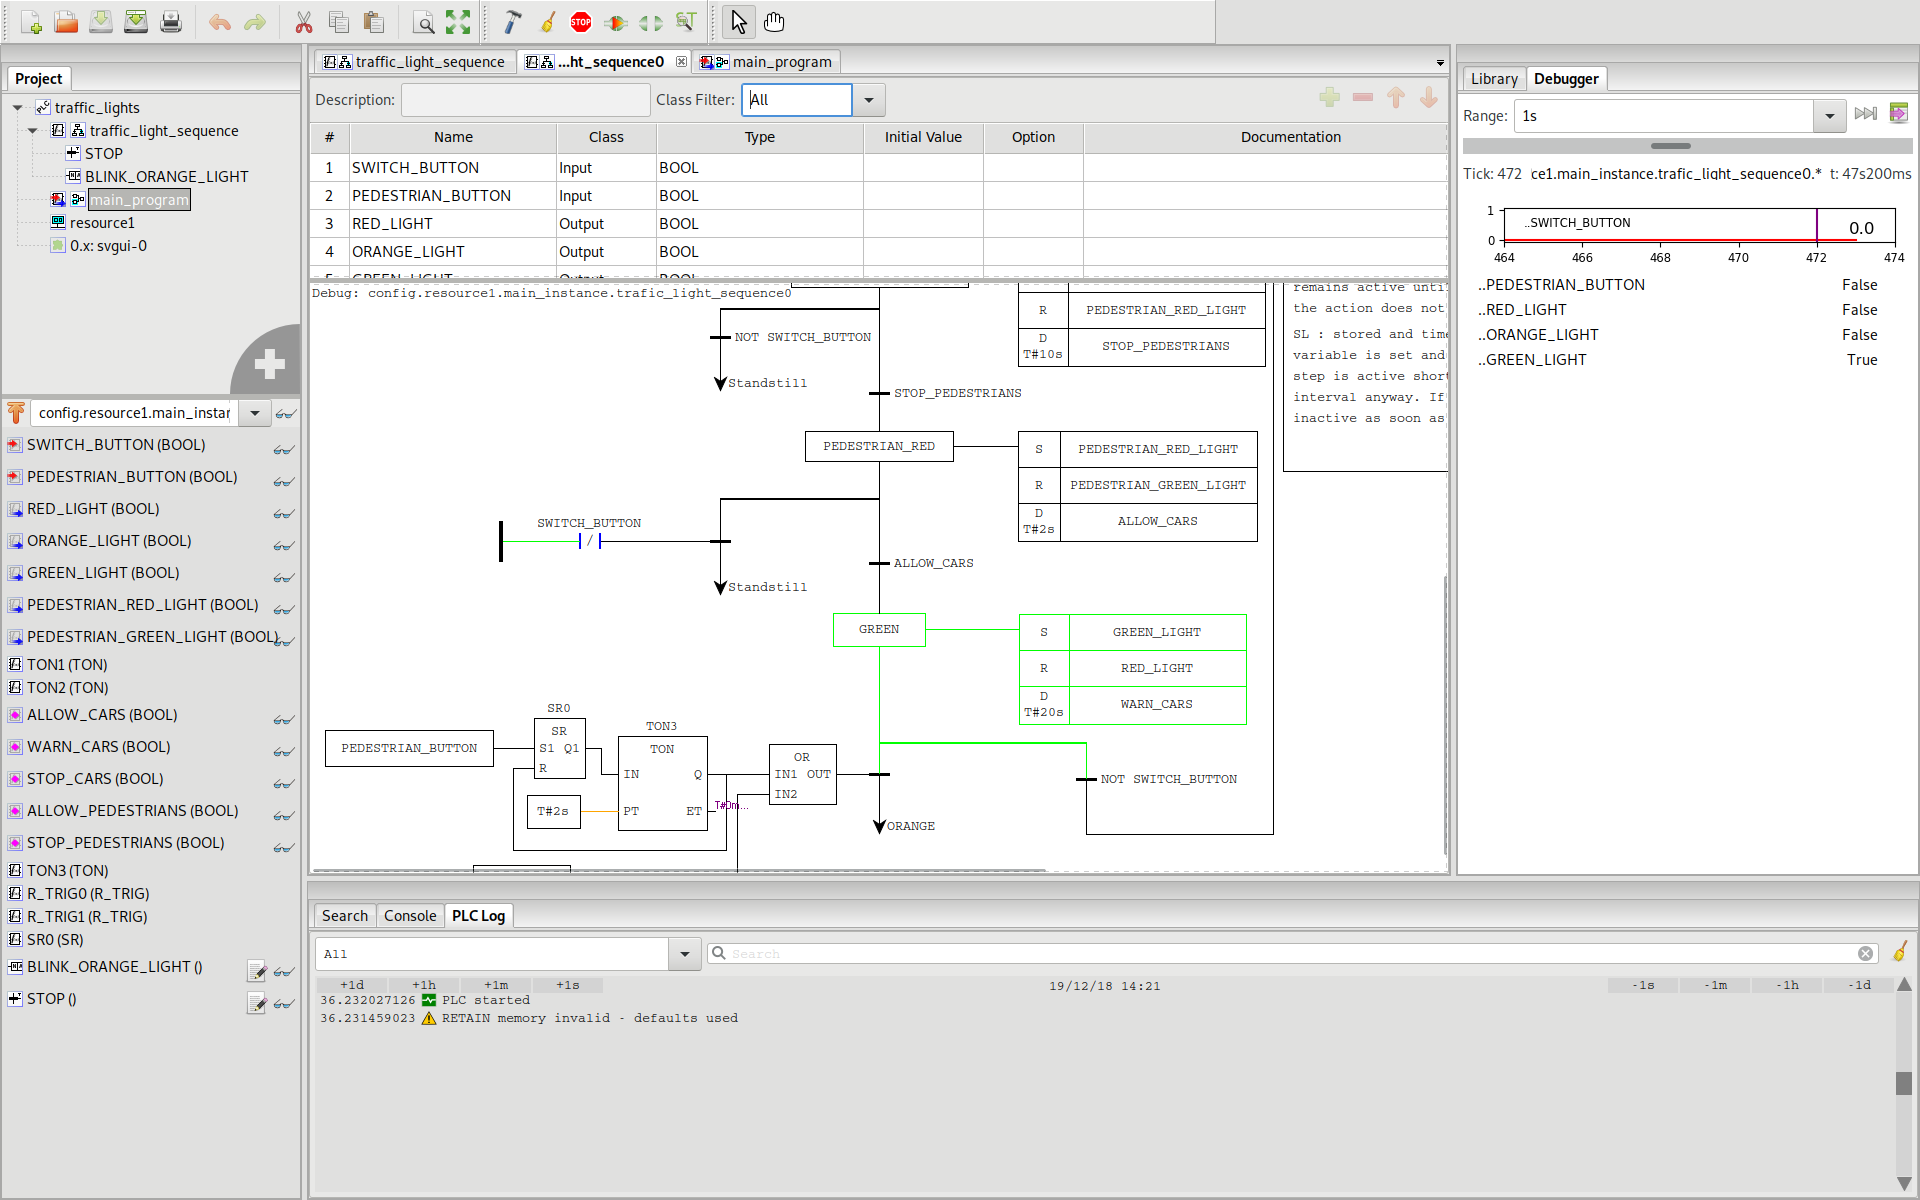 STOP
ST
Project
traffic_lights
traffic_light_sequence
STOP
BLINK_ORANGE_LIGHT
main_program
resource1
0.x: svgui-0
config.resource1.main_instar
SWITCH_BUTTON (BOOL)
PEDESTRIAN_BUTTON (BOOL)
RED_LIGHT (BOOL)
ORANGE_LIGHT (BOOL)
GREEN_LIGHT (BOOL)
PEDESTRIAN_RED_LIGHT (BOOL)
PEDESTRIAN_GREEN_LIGHT (BOOL)
TON1 (TON)
TON2 (TON)
ALLOW_CARS (BOOL)
WARN_CARS (BOOL)
STOP_CARS (BOOL)
ALLOW_PEDESTRIANS (BOOL)
STOP_PEDESTRIANS (BOOL)
TON3 (TON)
R_TRIG0 (R_TRIG)
R_TRIG1 (R_TRIG)
SR0 (SR)
BLINK_ORANGE_LIGHT ()
STOP ()
traffic_light_sequence ...ht_sequence0 main_program
Description: Class Filter: All
# Name Class Type Initial Value Option Documentation
1 SWITCH_BUTTON Input BOOL
2 PEDESTRIAN_BUTTON Input BOOL
3 RED_LIGHT Output BOOL
4 ORANGE_LIGHT Output BOOL
5 GREEN_LIGHT Output BOOL
Debug: config.resource1.main_instance.trafic_light_sequence0
NOT SWITCH_BUTTON
Standstill
STOP_PEDESTRIANS
R PEDESTRIAN_RED_LIGHT
D T#10s STOP_PEDESTRIANS
remains active until
the action does not
SL : stored and time
variable is set and
step is active short
interval anyway. If
inactive as soon as
PEDESTRIAN_RED
S PEDESTRIAN_RED_LIGHT
R PEDESTRIAN_GREEN_LIGHT
D T#2s ALLOW_CARS
SWITCH_BUTTON
/
ALLOW_CARS
Standstill
GREEN
S GREEN_LIGHT
R RED_LIGHT
D T#20s WARN_CARS
SR0
SR
S1 Q1
R
PEDESTRIAN_BUTTON
TON3
TON
IN Q
PT ET
T#2s
T#0m...
OR
IN1 OUT
IN2
NOT SWITCH_BUTTON
ORANGE
Library Debugger
Range: 1s
Tick: 472 ce1.main_instance.trafic_light_sequence0.* t: 47s200ms
1
..SWITCH_BUTTON 0.0
0
464 466 468 470 472 474
..PEDESTRIAN_BUTTON False
..RED_LIGHT False
..ORANGE_LIGHT False
..GREEN_LIGHT True
Search Console PLC Log
All Search
+1d +1h +1m +1s 19/12/18 14:21 -1s -1m -1h -1d
36.232027126 PLC started
36.231459023 RETAIN memory invalid - defaults used